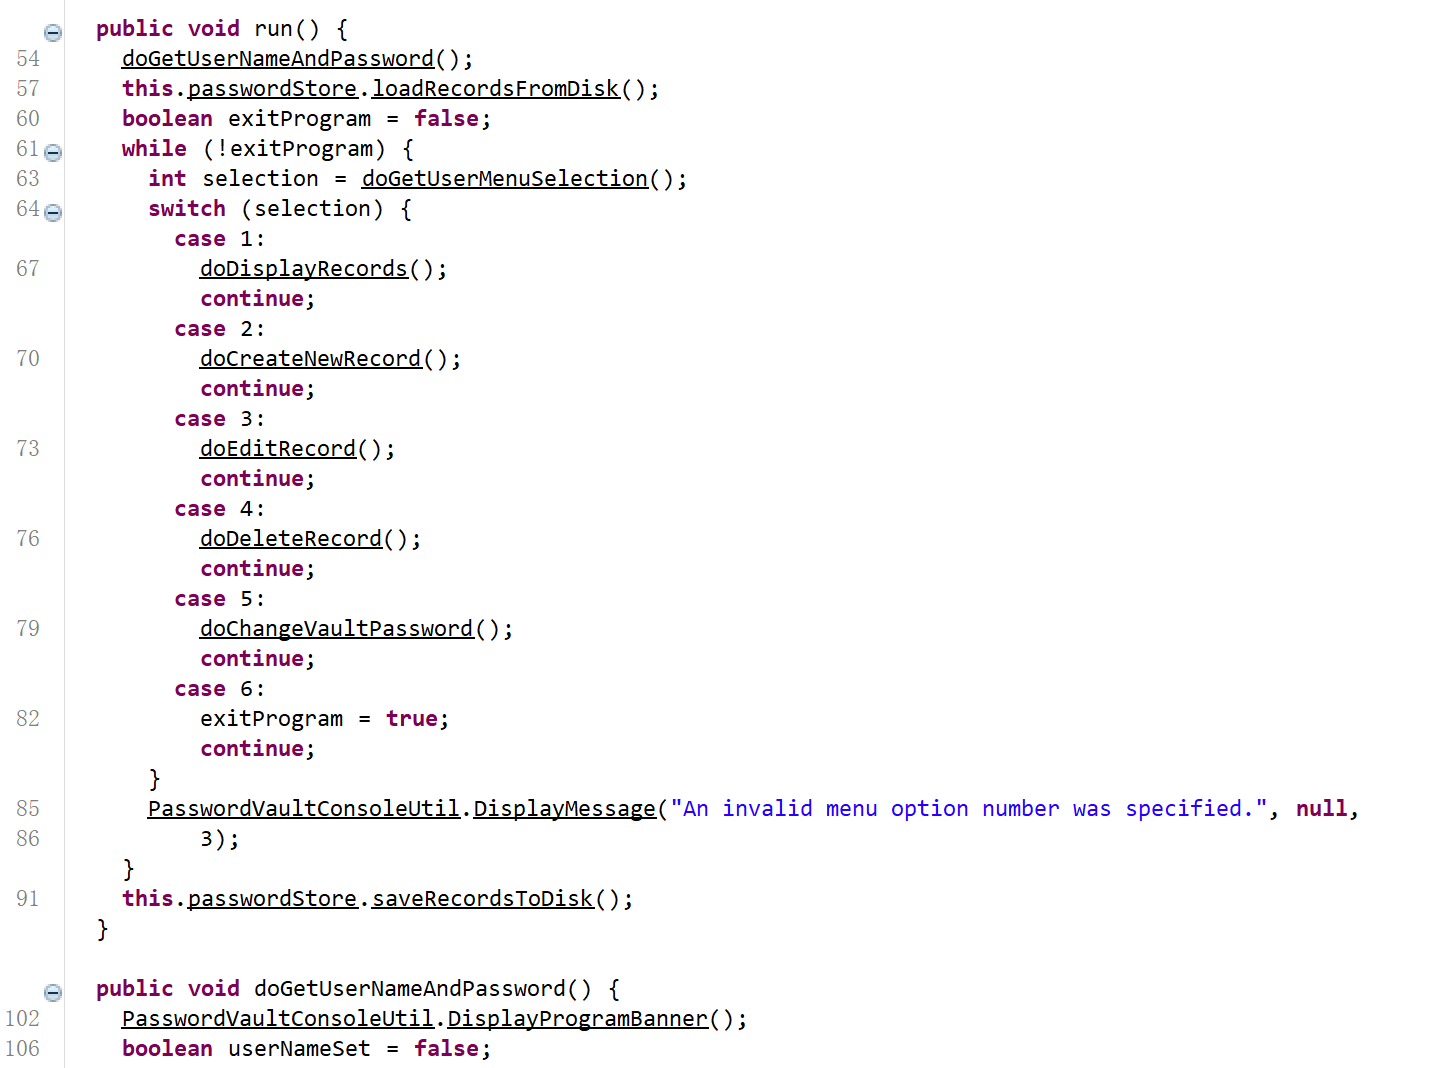 public void run() {
54 doGetUserNameAndPassword();
57 this.passwordStore.loadRecordsFromDisk();
60 boolean exitProgram = false;
61 while (!exitProgram) {
63 int selection = doGetUserMenuSelection();
64 switch (selection) {
case 1:
67 doDisplayRecords();
continue;
case 2:
70 doCreateNewRecord();
continue;
case 3:
73 doEditRecord();
continue;
case 4:
76 doDeleteRecord();
continue;
case 5:
79 doChangeVaultPassword();
continue;
case 6:
82 exitProgram = true;
continue;
}
85 PasswordVaultConsoleUtil.DisplayMessage("An invalid menu option number was specified.", null,
86 3);
}
91 this.passwordStore.saveRecordsToDisk();
}
public void doGetUserNameAndPassword() {
102 PasswordVaultConsoleUtil.DisplayProgramBanner();
106 boolean userNameSet = false;